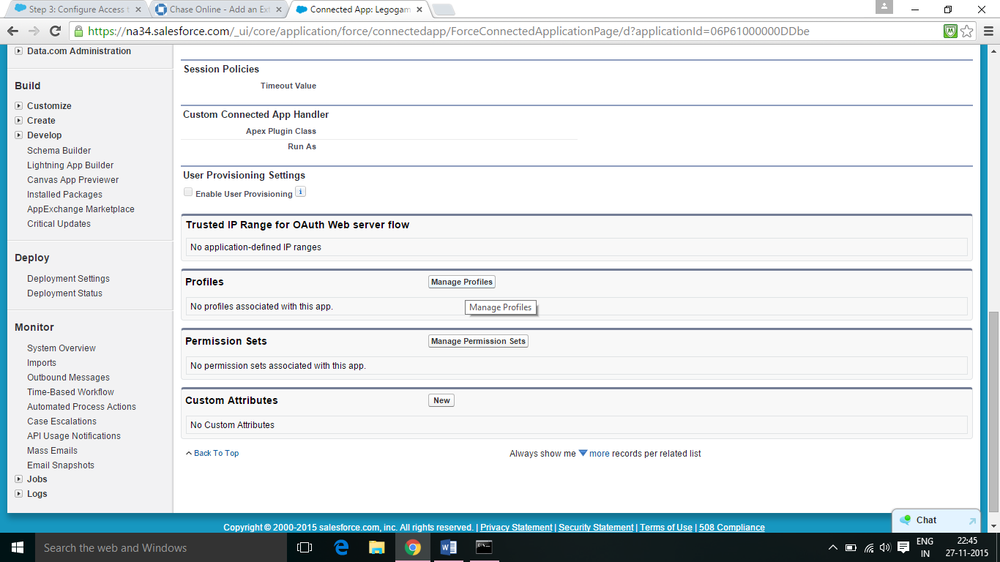 Step 3: Configure Access t
Chase Online - Add an Ext
Connected App: Legogam
https://na34.salesforce.com/_ui/core/application/force/connectedapp/ForceConnectedApplicationPage/d?applicationId=06P61000000DDbe
Data.com Administration
Build
Customize
Create
Develop
Schema Builder
Lightning App Builder
Canvas App Previewer
Installed Packages
AppExchange Marketplace
Critical Updates
Deploy
Deployment Settings
Deployment Status
Monitor
System Overview
Imports
Outbound Messages
Time-Based Workflow
Automated Process Actions
Case Escalations
API Usage Notifications
Mass Emails
Email Snapshots
Jobs
Logs
Session Policies
Timeout Value
Custom Connected App Handler
Apex Plugin Class
Run As
User Provisioning Settings
Enable User Provisioning i
Trusted IP Range for OAuth Web server flow
No application-defined IP ranges
Profiles Manage Profiles
No profiles associated with this app.
Manage Profiles
Permission Sets Manage Permission Sets
No permission sets associated with this app.
Custom Attributes New
No Custom Attributes
Back To Top Always show me more records per related list
Chat
Copyright © 2000-2015 salesforce.com, inc. All rights reserved. | Privacy Statement | Security Statement | Terms of Use | 508 Compliance
Search the web and Windows
ENG
IN
22:45
27-11-2015